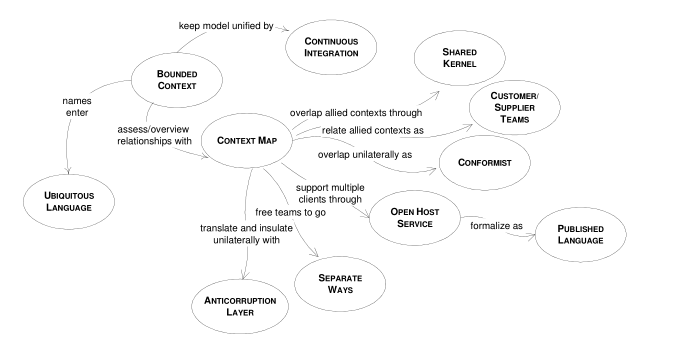 keep model unified by
CONTINUOUS
INTEGRATION
SHARED
KERNEL
BOUNDED
CONTEXT
names
enter
assess/overview
relationships with
CONTEXT MAP
overlap allied contexts through
relate allied contexts as
overlap unilaterally as
CUSTOMER/
SUPPLIER
TEAMS
CONFORMIST
UBIQUITOUS
LANGUAGE
support multiple
clients through
free teams to go
translate and insulate
unilaterally with
OPEN HOST
SERVICE
formalize as
PUBLISHED
LANGUAGE
SEPARATE
WAYS
ANTICORRUPTION
LAYER